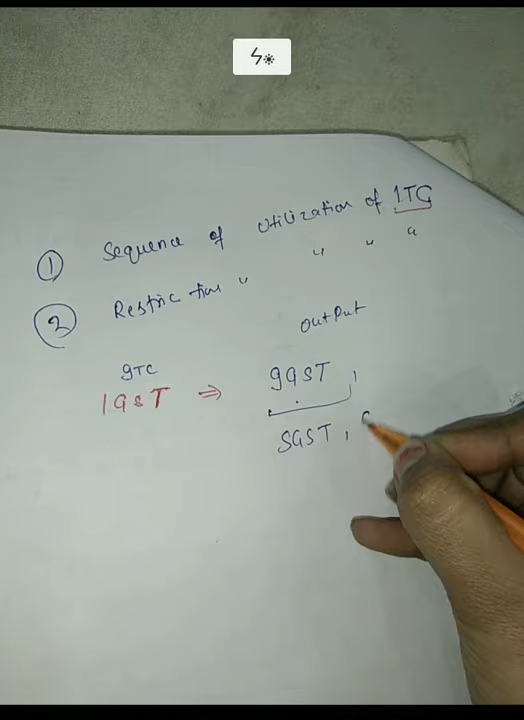 1 Sequence of Utilization of ITC
2 Restriction " " " "
output
ITC
IGST ⇒ IGST,
SGST, C